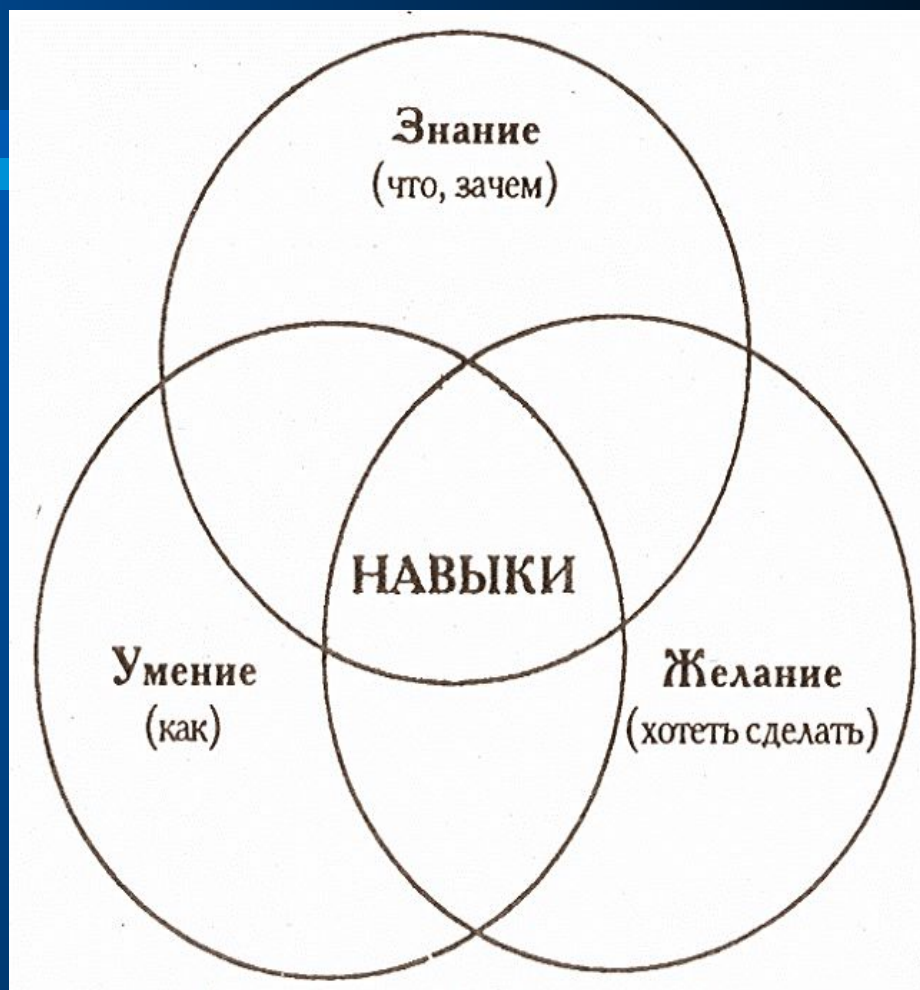 Знание
(что, зачем)
НАВЫКИ
Умение
(как)
Желание
(хотеть сделать)